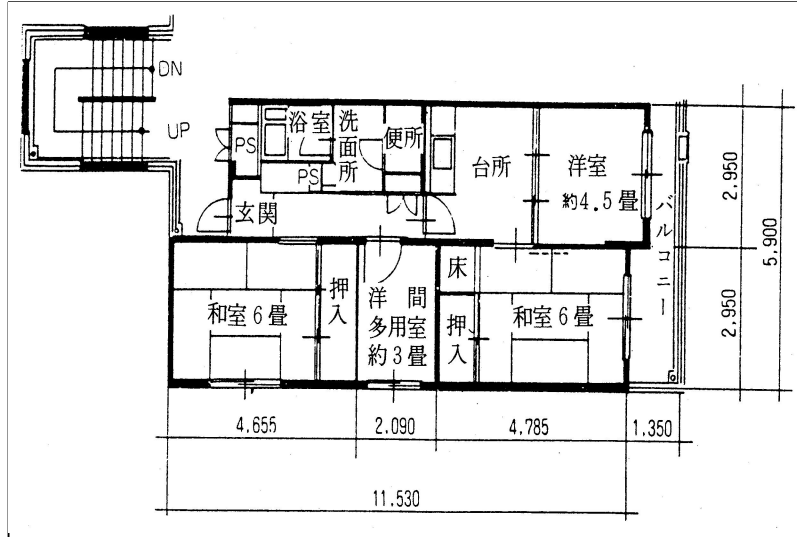 DN
UP
PS
浴室
洗面所
便所
台所
洋室
約4.5畳
PS
玄関
バルコニー
和室6畳
押入
洋間
多用室
約3畳
床
押入
和室6畳
2,950
2,950
5,900
4.655
2.090
4.785
1.350
11.530